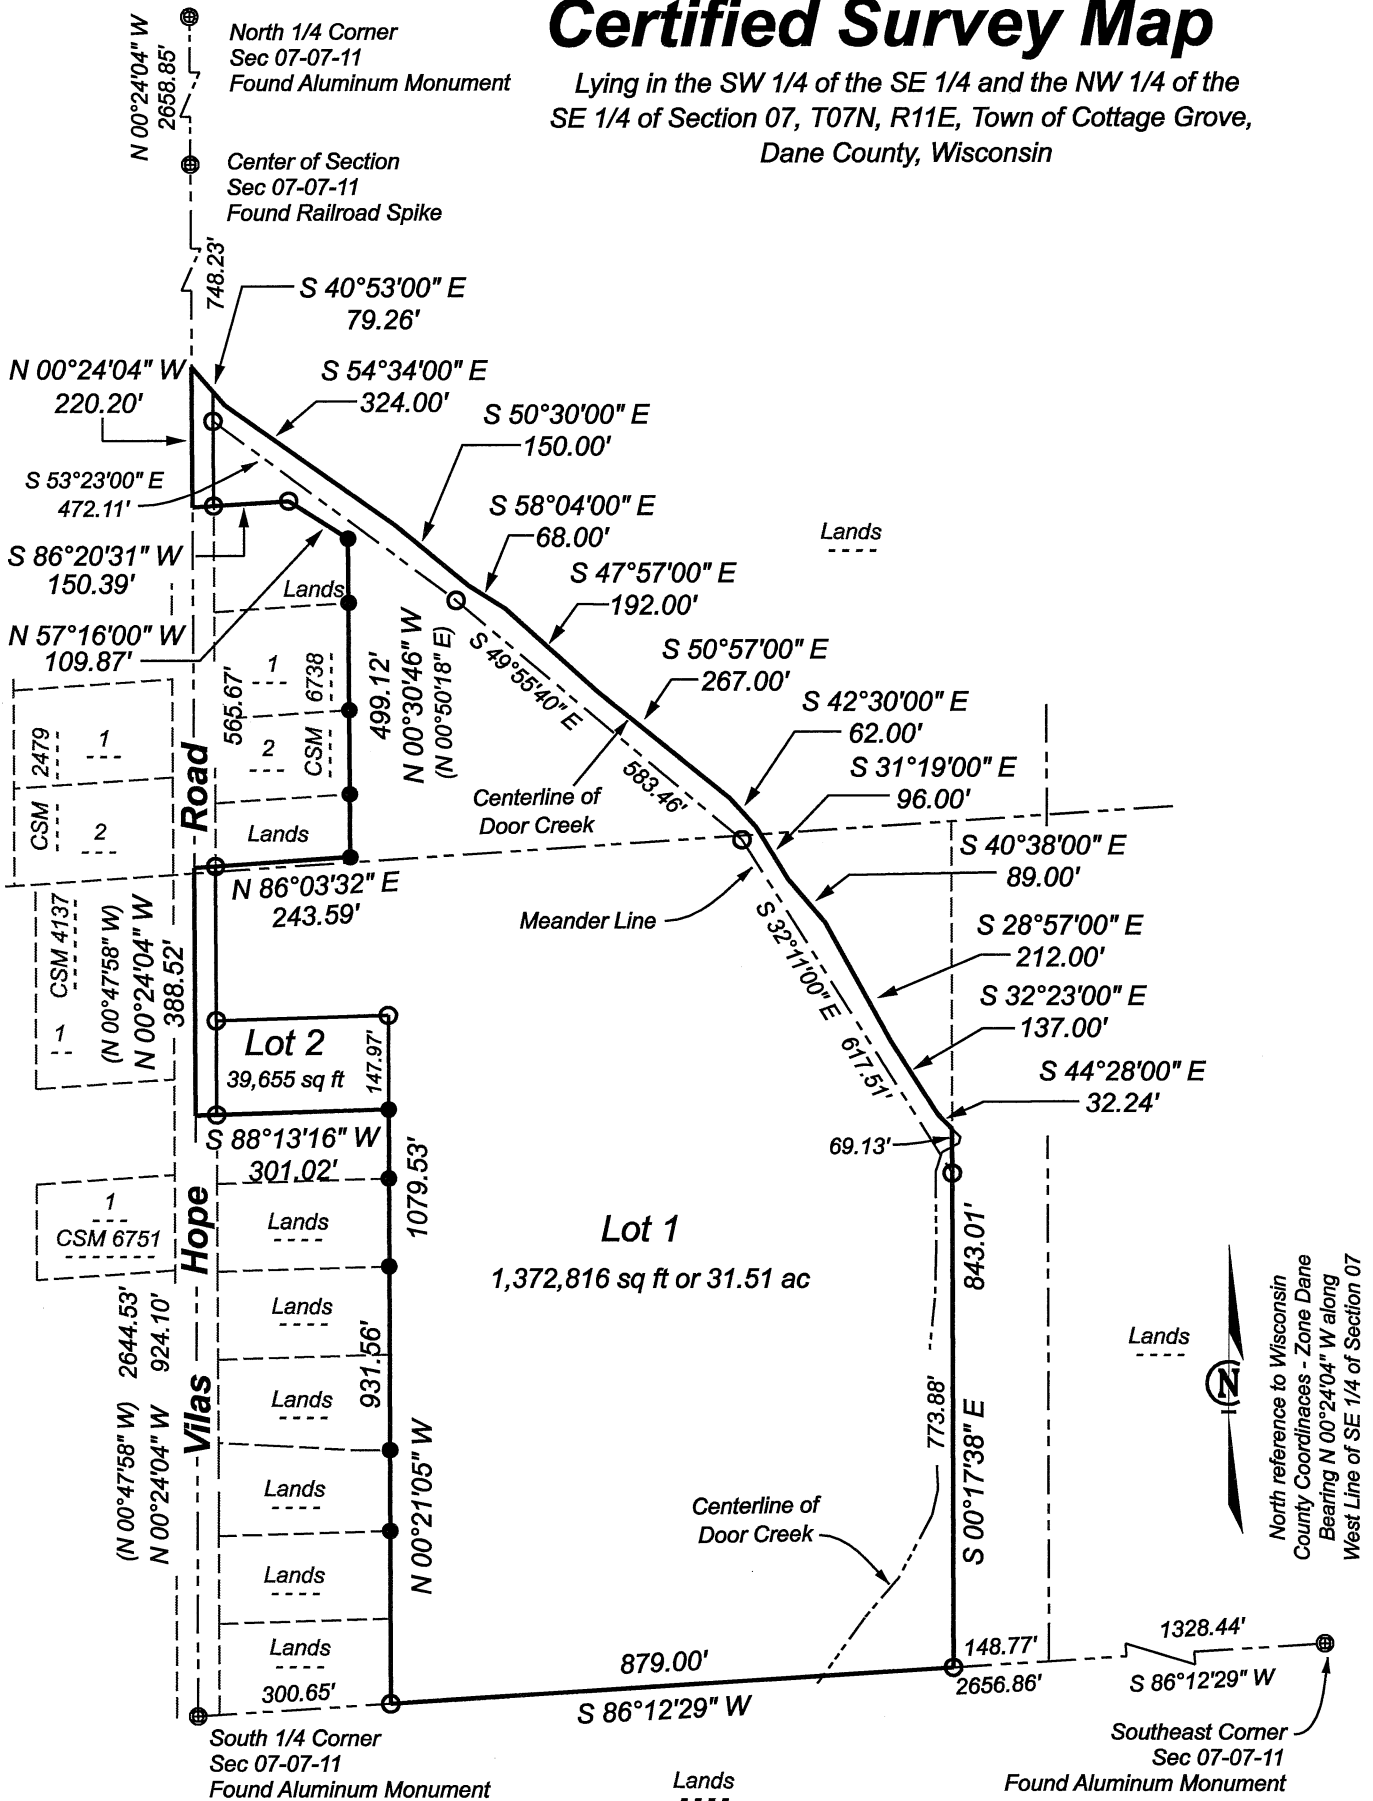 Certified Survey Map
Lying in the SW 1/4 of the SE 1/4 and the NW 1/4 of the
SE 1/4 of Section 07, T07N, R11E, Town of Cottage Grove,
Dane County, Wisconsin
N 00°24'04" W
2658.85'
North 1/4 Corner
Sec 07-07-11
Found Aluminum Monument
Center of Section
Sec 07-07-11
Found Railroad Spike
748.23'
S 40°53'00" E
79.26'
N 00°24'04" W
220.20'
S 54°34'00" E
324.00'
S 50°30'00" E
150.00'
S 53°23'00" E
472.11'
S 58°04'00" E
68.00'
Lands
S 86°20'31" W
150.39'
S 47°57'00" E
192.00'
Lands
N 57°16'00" W
109.87'
S 50°57'00" E
267.00'
565.67'
1
CSM 6738
2
499.12'
N 00°30'46" W
(N 00°50'18" E)
S 49°55'40" E
583.46'
S 42°30'00" E
62.00'
S 31°19'00" E
96.00'
CSM 2479
1
2
Centerline of
Door Creek
Lands
S 40°38'00" E
89.00'
N 86°03'32" E
243.59'
Meander Line
S 28°57'00" E
212.00'
S 32°11'00" E
617.51'
CSM 4137
1
(N 00°47'58" W)
N 00°24'04" W
388.52'
S 32°23'00" E
137.00'
Lot 2
39,655 sq ft
147.97'
S 44°28'00" E
32.24'
69.13'
S 88°13'16" W
301.02'
1079.53'
1
CSM 6751
Lands
Lot 1
1,372,816 sq ft or 31.51 ac
843.01'
Vilas Hope Road
Lands
931.56'
Lands
Lands
(N 00°47'58" W) 2644.53'
N 00°24'04" W 924.10'
773.88'
S 00°17'38" E
N 00°21'05" W
North reference to Wisconsin
County Coordinaces - Zone Dane
Bearing N 00°24'04" W along
West Line of SE 1/4 of Section 07
N
Lands
Centerline of
Door Creek
Lands
Lands
300.65'
879.00'
S 86°12'29" W
148.77'
2656.86'
1328.44'
S 86°12'29" W
South 1/4 Corner
Sec 07-07-11
Found Aluminum Monument
Lands
Southeast Corner
Sec 07-07-11
Found Aluminum Monument